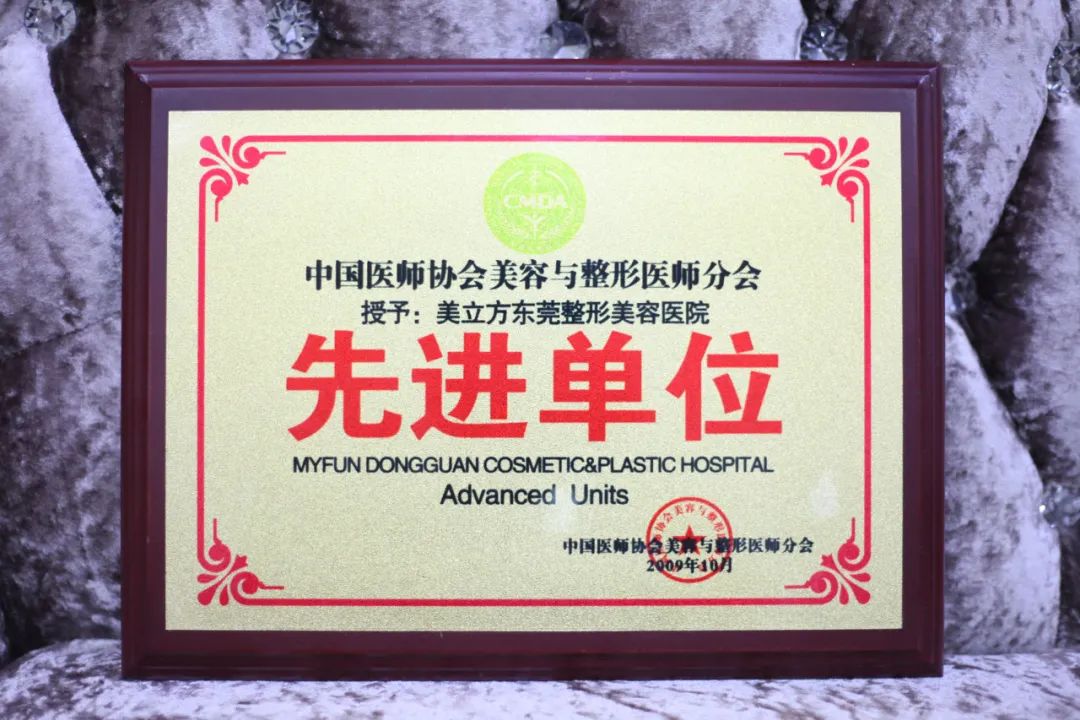 CMDA
中国医师协会美容与整形医师分会
授予：美立方东莞整形美容医院
先进单位
MYFUN DONGGUAN COSMETIC&PLASTIC HOSPITAL
Advanced Units
中国医师协会美容与整形医师分会
2009年10月